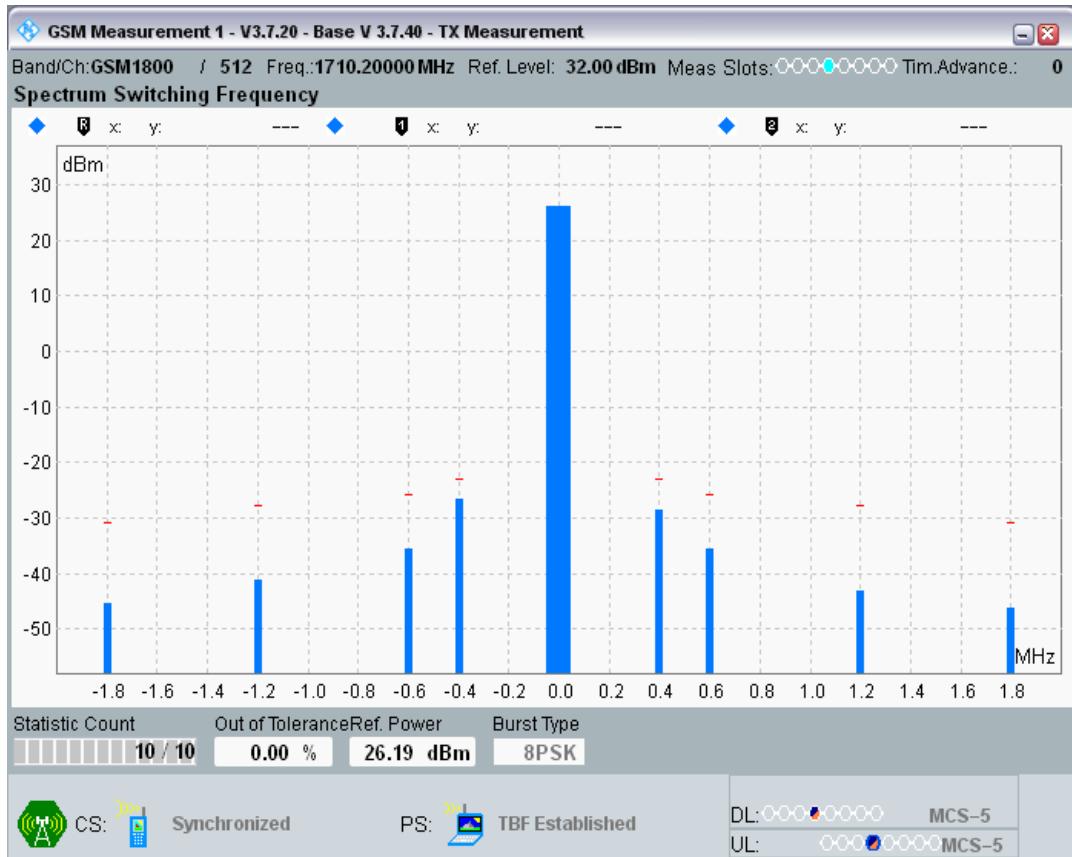 GSM Measurement 1 - V3.7.20 - Base V 3.7.40 - TX Measurement
Band/Ch:GSM1800 / 512 Freq.:1710.20000 MHz Ref. Level: 32.00 dBm Meas Slots: Tim.Advance.: 0
Spectrum Switching Frequency
R x: y: --- 1 x: y: --- 2 x: y: ---
dBm
30
20
10
0
-10
-20
-30
-40
-50
MHz
-1.8 -1.6 -1.4 -1.2 -1.0 -0.8 -0.6 -0.4 -0.2 0.0 0.2 0.4 0.6 0.8 1.0 1.2 1.4 1.6 1.8
Statistic Count Out of Tolerance Ref. Power Burst Type
10 / 10 0.00 % 26.19 dBm 8PSK
CS: Synchronized PS: TBF Established DL: MCS-5
UL: MCS-5